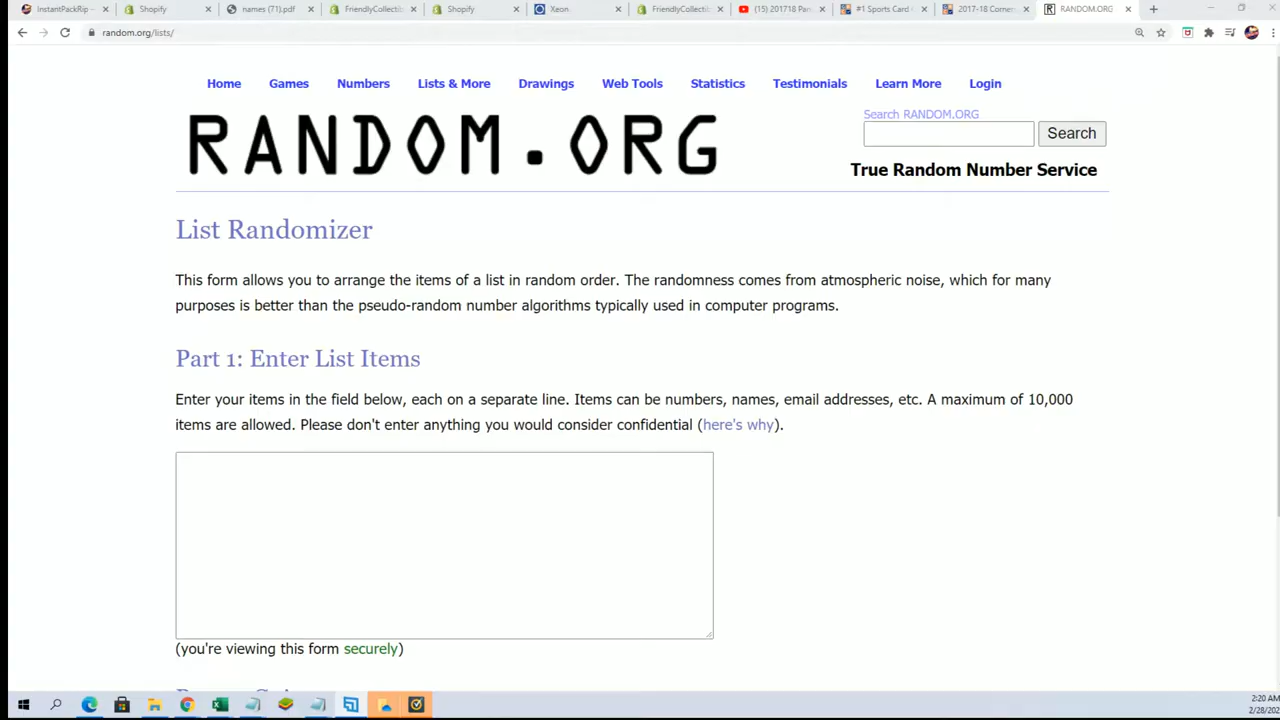 InstantPackRip –
Shopify
names (71).pdf
FriendlyCollecti
Shopify
Xeon
FriendlyCollecti
(15) 201718 Pan
#1 Sports Card
2017-18 Corners
RANDOM.ORG
random.org/lists/
Home Games Numbers Lists & More Drawings Web Tools Statistics Testimonials Learn More Login
RANDOM.ORG
Search RANDOM.ORG
Search
True Random Number Service
List Randomizer
This form allows you to arrange the items of a list in random order. The randomness comes from atmospheric noise, which for many
purposes is better than the pseudo-random number algorithms typically used in computer programs.
Part 1: Enter List Items
Enter your items in the field below, each on a separate line. Items can be numbers, names, email addresses, etc. A maximum of 10,000
items are allowed. Please don't enter anything you would consider confidential (here's why).
(you're viewing this form securely)
2:20 AM
2/28/202